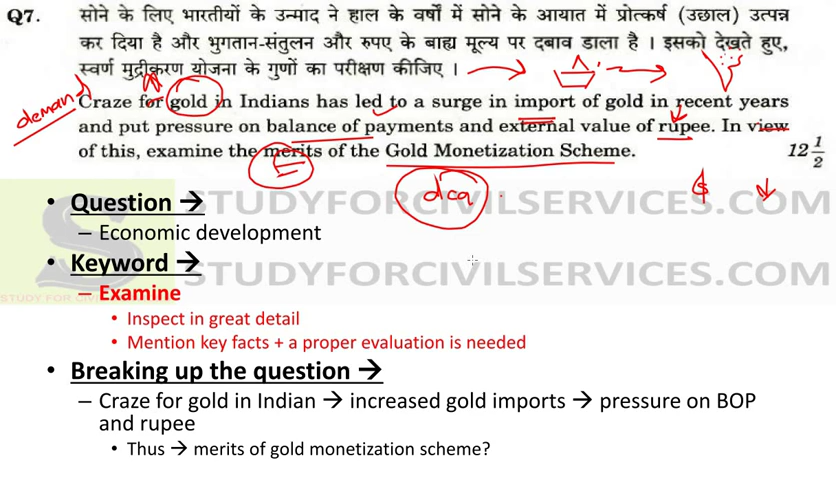 Q7. सोने के लिए भारतीयों के उन्माद ने हाल के वर्षों में सोने के आयात में प्रोत्कर्ष (उछाल) उत्पन्न
कर दिया है और भुगतान-संतुलन और रुपए के बाह्य मूल्य पर दबाव डाला है । इसको देखते हुए,
स्वर्ण मुद्रीकरण योजना के गुणों का परीक्षण कीजिए ।
demand
Craze for gold in Indians has led to a surge in import of gold in recent years
and put pressure on balance of payments and external value of rupee. In view
of this, examine the merits of the Gold Monetization Scheme. 12 1/2
$
• Question →
STUDYFORCIVILSERVICES.COM
– Economic development
• Keyword →
STUDYFORCIVILSERVICES.COM
STUDY FOR CIVI
– Examine
• Inspect in great detail
• Mention key facts + a proper evaluation is needed
• Breaking up the question →
– Craze for gold in Indian → increased gold imports → pressure on BOP
and rupee
• Thus → merits of gold monetization scheme?